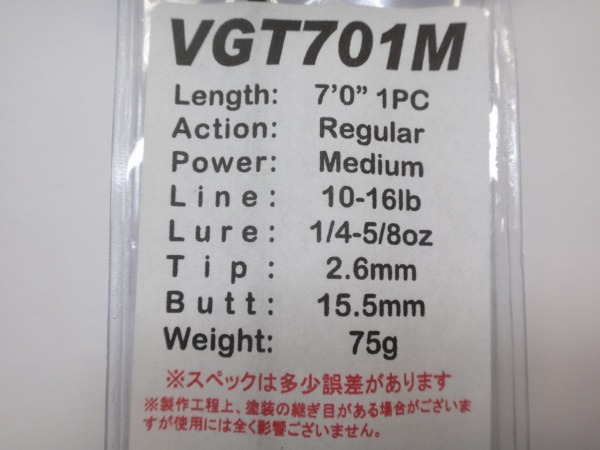 VGT701M
Length: 7’0” 1PC
Action: Regular
Power: Medium
Line: 10-16lb
Lure: 1/4-5/8oz
Tip: 2.6mm
Butt: 15.5mm
Weight: 75g
※スペックは多少誤差があります
※製作工程上、塗装の継ぎ目がある場合がございま
すが使用には全く影響ございません。